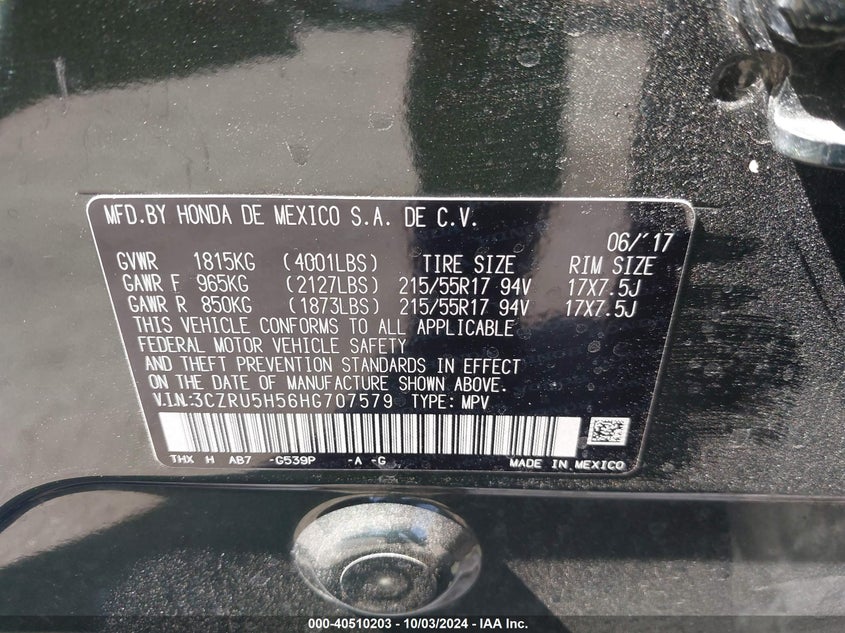 MFD.BY HONDA DE MEXICO S.A. DE C.V.
06/'17
GVWR 1815KG (4001LBS) TIRE SIZE RIM SIZE
GAWR F 965KG (2127LBS) 215/55R17 94V 17X7.5J
GAWR R 850KG (1873LBS) 215/55R17 94V 17X7.5J
THIS VEHICLE CONFORMS TO ALL APPLICABLE
FEDERAL MOTOR VEHICLE SAFETY
AND THEFT PREVENTION STANDARDS IN EFFECT
ON THE DATE OF MANUFACTURE SHOWN ABOVE.
V.I.N:3CZRU5H56HG707579 TYPE: MPV
THX H AB7 -G539P -A -G MADE IN MEXICO
000-40510203 - 10/03/2024 - IAA Inc.